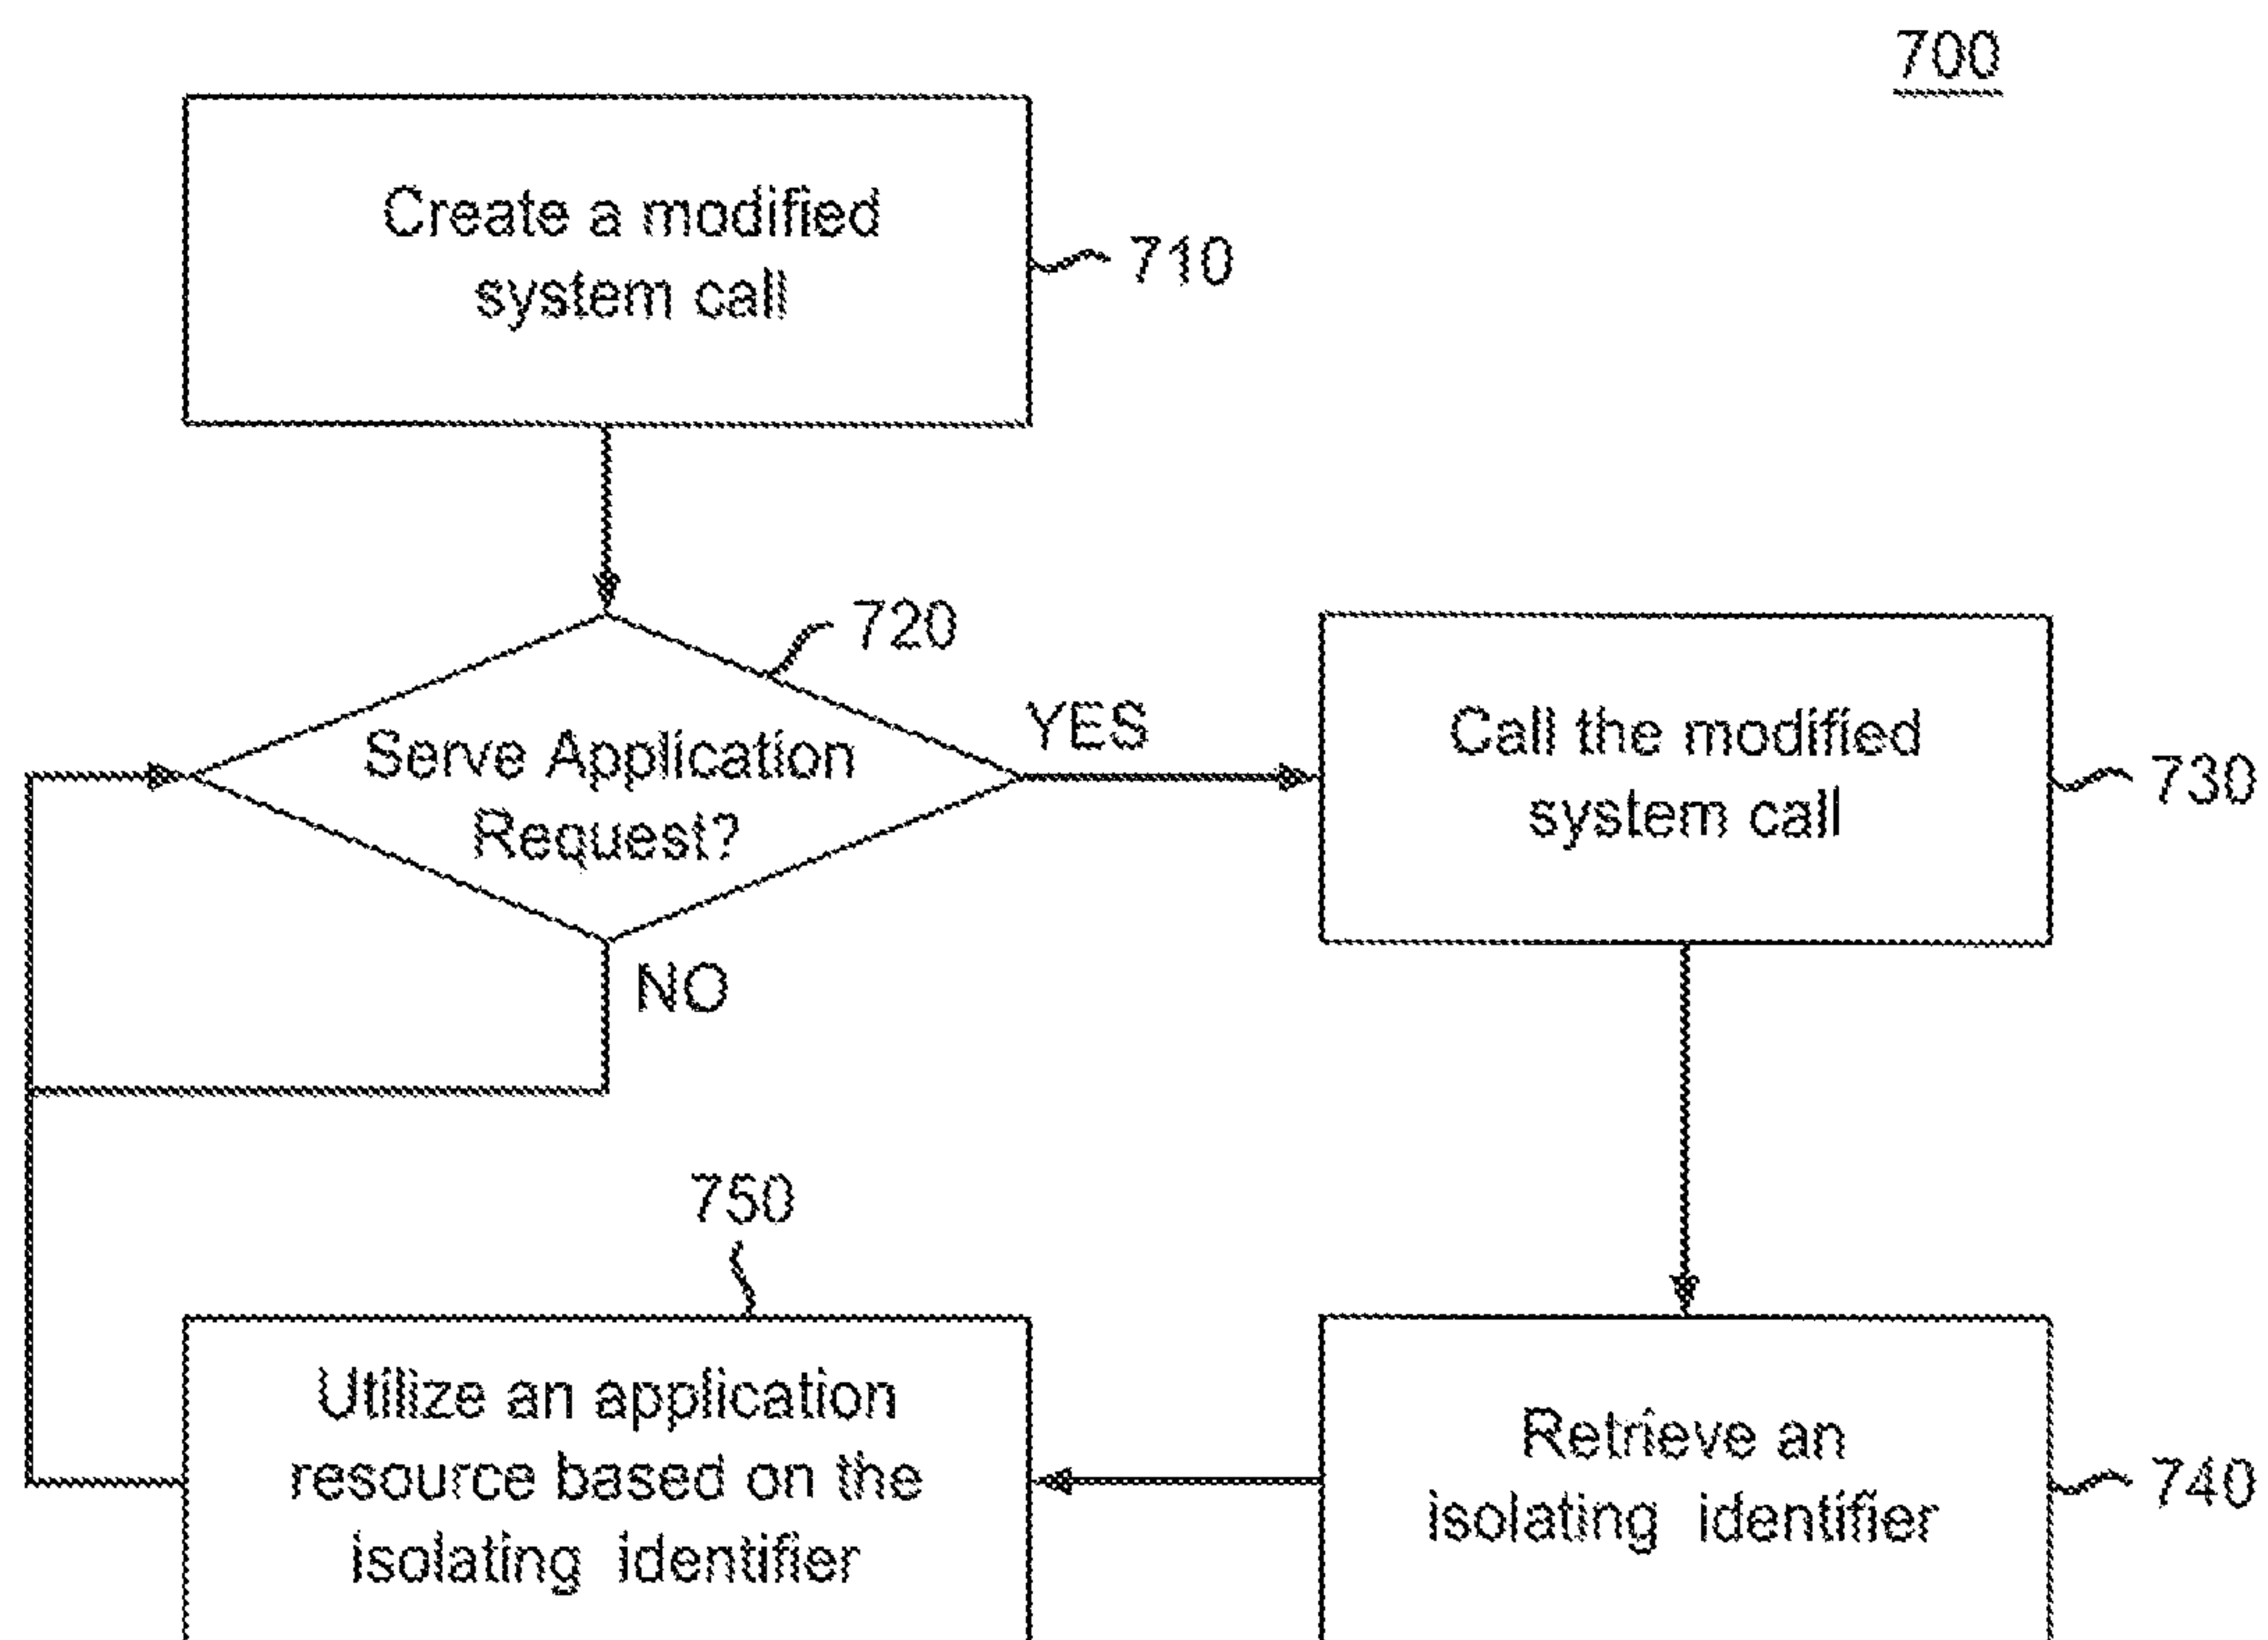 700
Create a modified
system call
710
720
Serve Application
Request?
YES
NO
Call the modified
system call
730
750
Utilize an application
resource based on the
isolating identifier
Retrieve an
isolating identifier
740